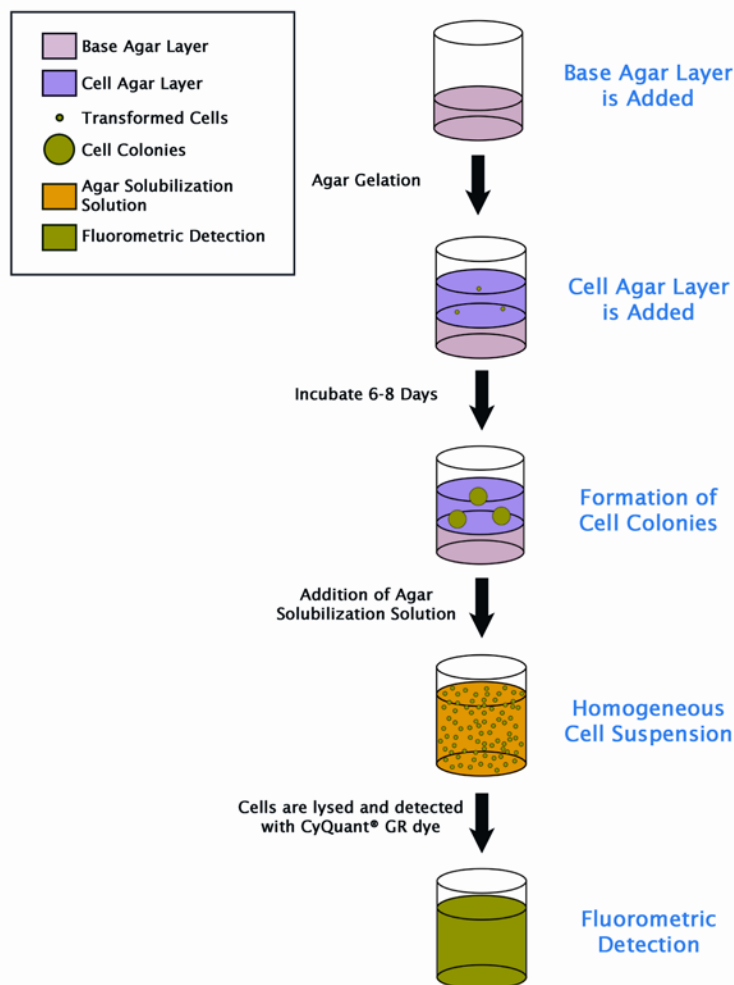 Base Agar Layer
Cell Agar Layer
Transformed Cells
Cell Colonies
Agar Solubilization
Solution
Fluorometric Detection
Base Agar Layer
is Added
Agar Gelation
Cell Agar Layer
is Added
Incubate 6-8 Days
Formation of
Cell Colonies
Addition of Agar
Solubilization Solution
Homogeneous
Cell Suspension
Cells are lysed and detected
with CyQuant® GR dye
Fluorometric
Detection